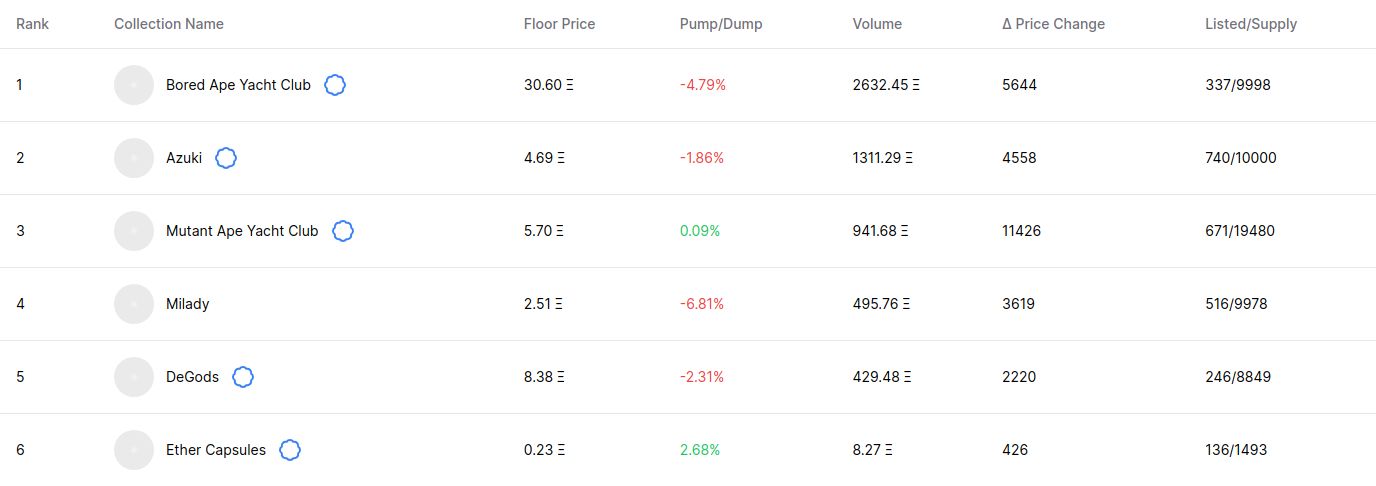 Rank Collection Name Floor Price Pump/Dump Volume Δ Price Change Listed/Supply
1 Bored Ape Yacht Club 30.60 Ξ -4.79% 2632.45 Ξ 5644 337/9998
2 Azuki 4.69 Ξ -1.86% 1311.29 Ξ 4558 740/10000
3 Mutant Ape Yacht Club 5.70 Ξ 0.09% 941.68 Ξ 11426 671/19480
4 Milady 2.51 Ξ -6.81% 495.76 Ξ 3619 516/9978
5 DeGods 8.38 Ξ -2.31% 429.48 Ξ 2220 246/8849
6 Ether Capsules 0.23 Ξ 2.68% 8.27 Ξ 426 136/1493